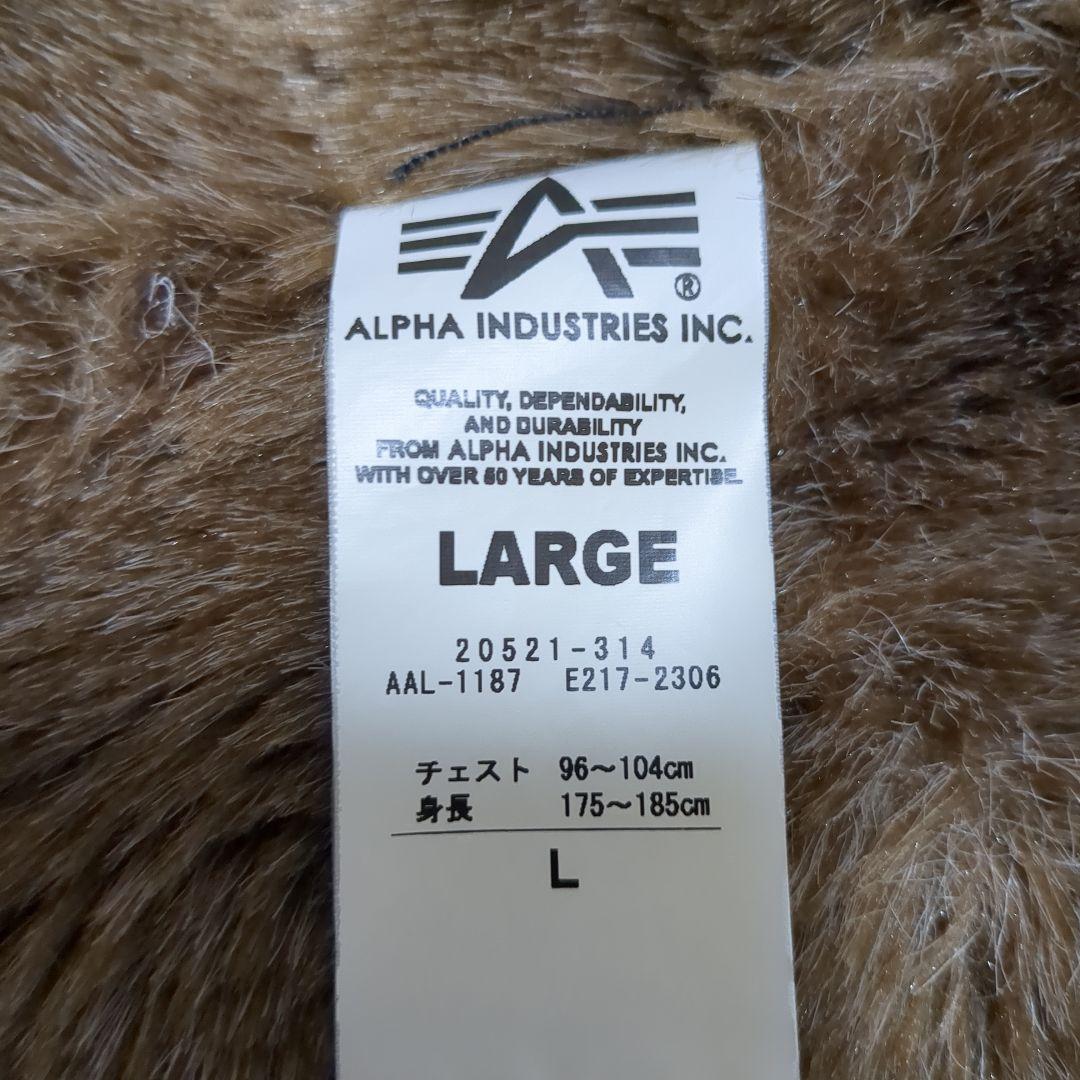 ®
ALPHA INDUSTRIES INC.
QUALITY, DEPENDABILITY,
AND DURABILITY
FROM ALPHA INDUSTRIES INC.
WITH OVER 50 YEARS OF EXPERTISE.
LARGE
20521-314
AAL-1187 E217-2306
チェスト 96〜104cm
身長 175〜185cm
L